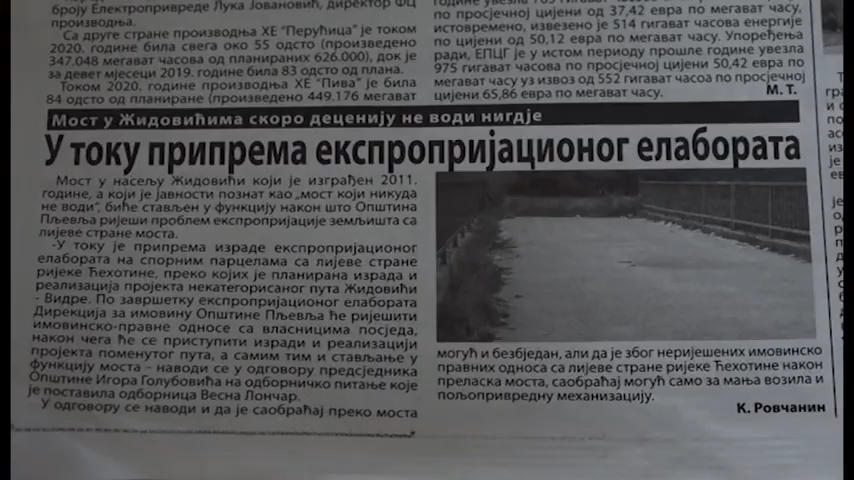 броју Електропривреде Лука Јовановић, директор ФЦ
производња.
Са друге стране производња ХЕ "Перућица" је током
2020. године била свега око 55 одсто (произведено
347.048 мегават часова од планираних 626.000), док је
за девет мјесеци 2019. године била 83 одсто од плана.
Током 2020. године производња ХЕ "Пива" је била
84 одсто од планиране (произведено 449.176 мегават
по просјечној цијени од 37,42 евра по мегават часу,
истовремено, извезено је 514 гигават часова енергије
по цијени од 50,12 евра по мегават часу. Упоређења
ради, ЕПЦГ је у истом периоду прошле године увезла
975 гигават часова по просјечној цијени 50,42 евра по
мегават часу уз извоз од 552 гигават часоа по просјечној
цијени 65,86 евра по мегават часу.
М. Т.
Мост у Жидовићима скоро деценију не води нигдје
У току припрема експропријационог елабората
Мост у насељу Жидовићи који је изграђен 2011.
године, а који је јавности познат као „мост који никуда
не води", биће стављен у функцију након што Општина
Пљевља ријеши проблем експропријације земљишта са
лијеве стране моста.
-У току је припрема израде експропријационог
елабората на спорним парцелама са лијеве стране
ријеке Ћехотине, преко којих је планирана израда и
реализација пројекта некатегорисаног пута Жидовићи
- Видре. По завршетку експропријационог елабората
Дирекција за имовину Општине Пљевља ће ријешити
имовинско-правне односе са власницима посједа,
након чега ће се приступити изради и реализацији
пројекта поменутог пута, а самим тим и стављање у
функцију моста - наводи се у одговору предсједника
Општине Игора Голубовића на одборничко питање које
је поставила одборница Весна Лончар.
У одговору се наводи и да је саобраћај преко моста
могућ и безбједан, али да је због неријешених имовинско
правних односа са лијеве стране ријеке Ћехотине након
преласка моста, саобраћај могућ само за мања возила и
пољопривредну механизацију.
К. Ровчанин